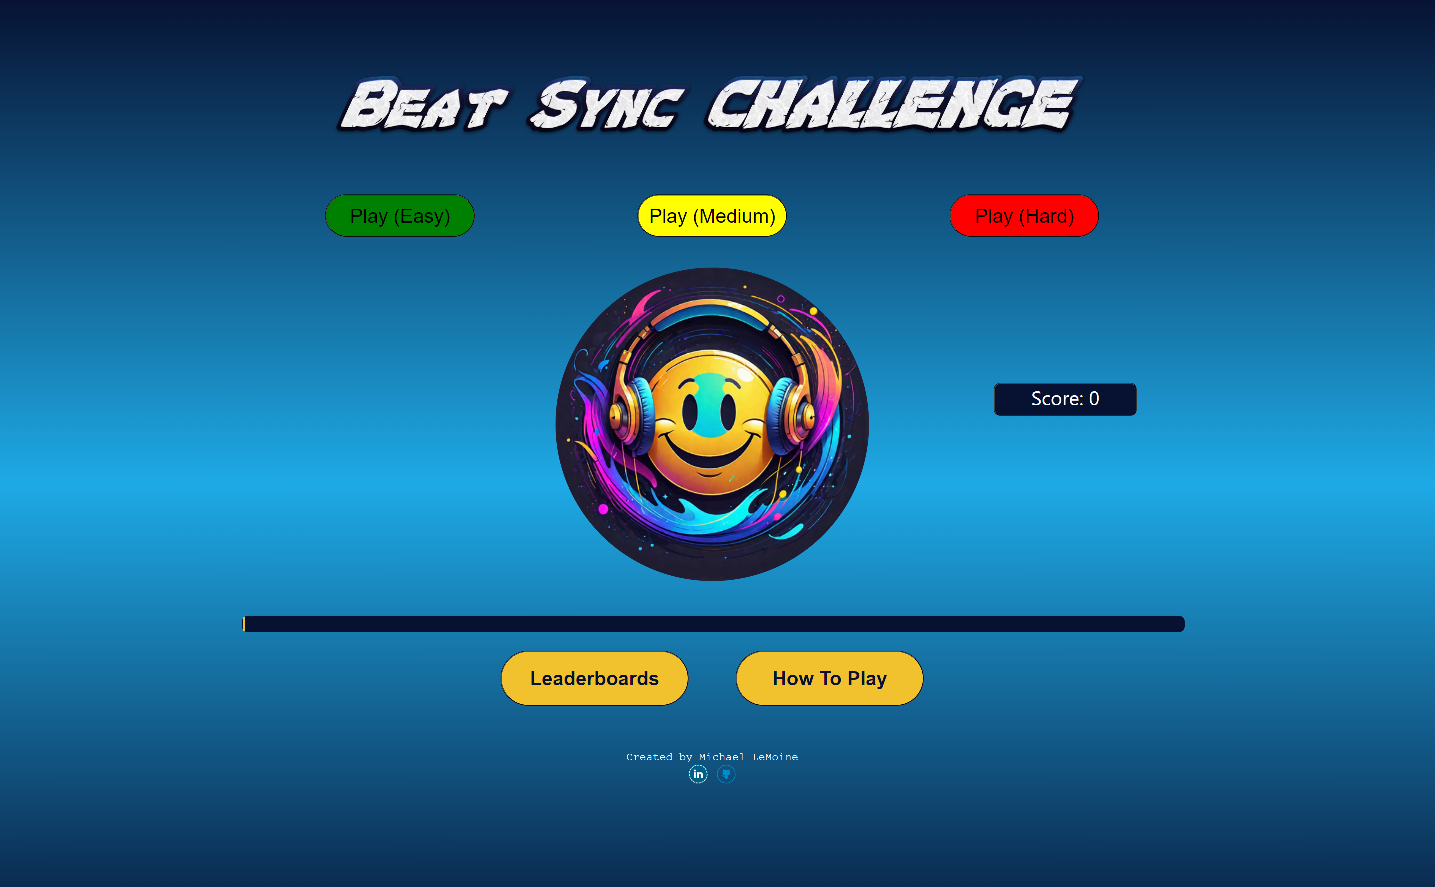 Beat Sync CHALLENGE
Play (Easy)
Play (Medium)
Play (Hard)
Score: 0
Leaderboards
How To Play
Created by Michael LeMoine
in